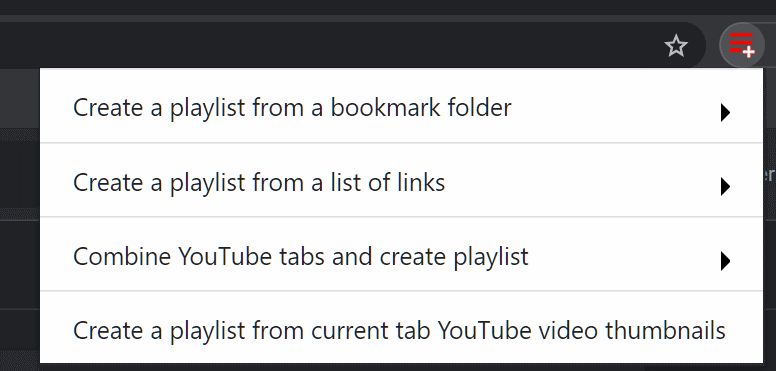 Create a playlist from a bookmark folder
Create a playlist from a list of links
Combine YouTube tabs and create playlist
Create a playlist from current tab YouTube video thumbnails